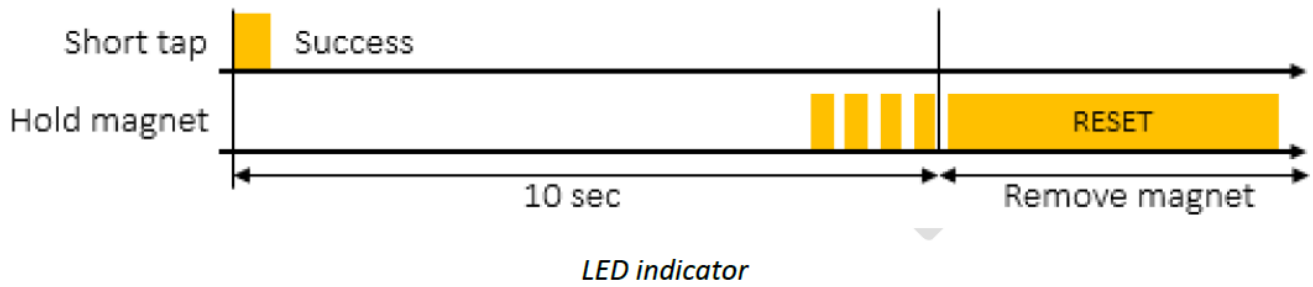 Short tap Success
Hold magnet RESET
10 sec Remove magnet
LED indicator